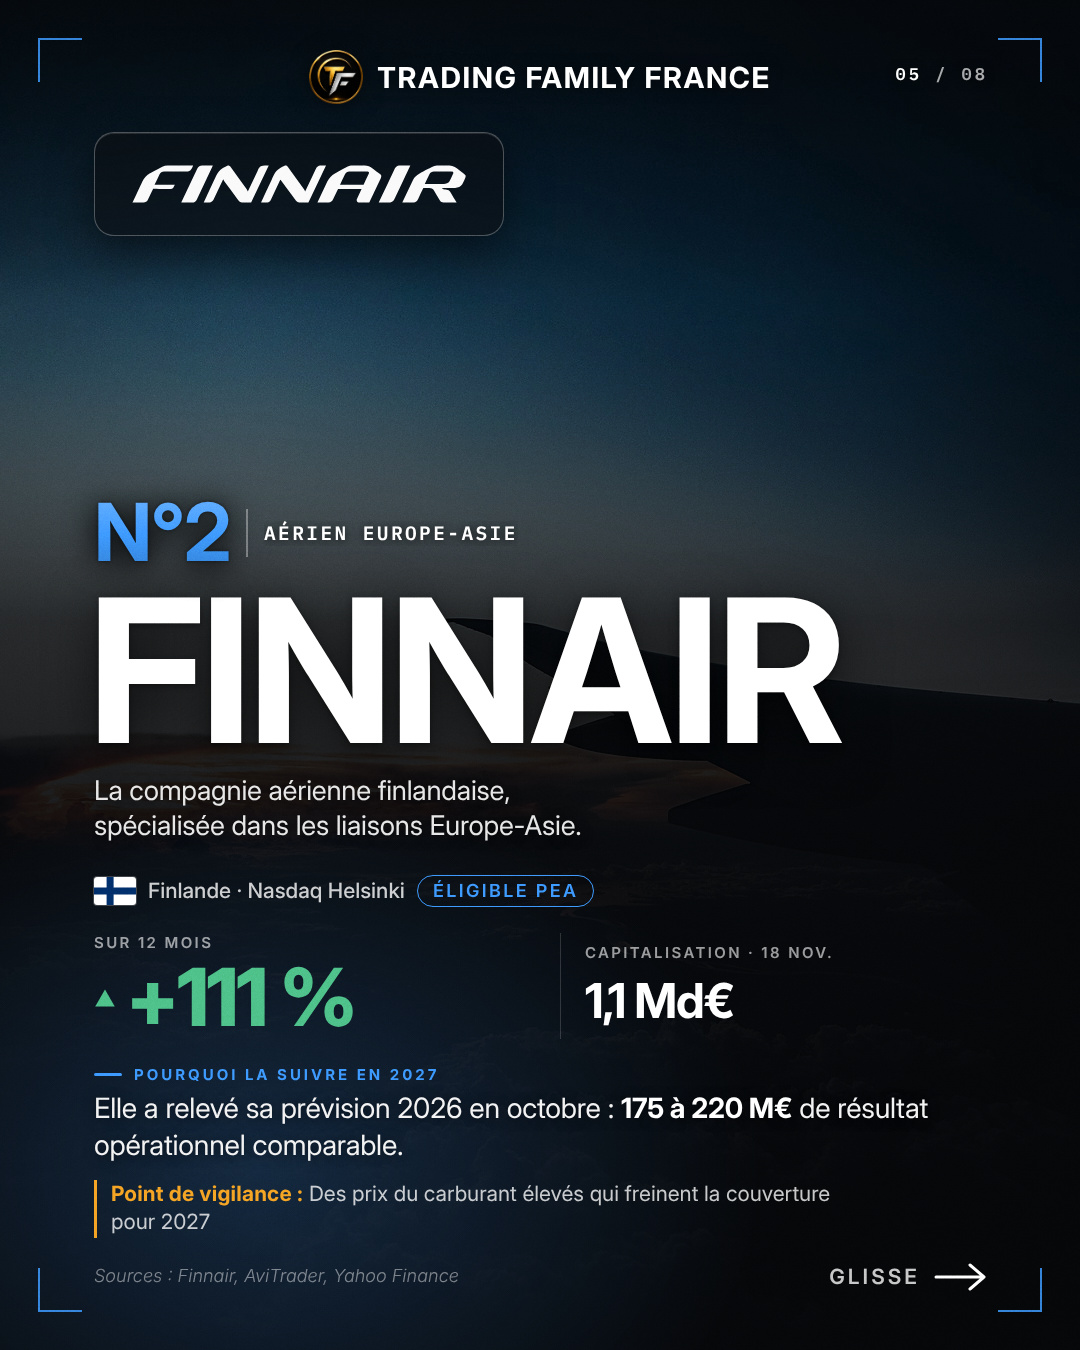 TF TRADING FAMILY FRANCE
05 / 08
FINNAIR
N°2
AÉRIEN EUROPE-ASIE
FINNAIR
La compagnie aérienne finlandaise,
spécialisée dans les liaisons Europe-Asie.
Finlande · Nasdaq Helsinki
ÉLIGIBLE PEA
SUR 12 MOIS
▲ +111 %
CAPITALISATION · 18 NOV.
1,1 Md€
POURQUOI LA SUIVRE EN 2027
Elle a relevé sa prévision 2026 en octobre : 175 à 220 M€ de résultat
opérationnel comparable.
Point de vigilance : Des prix du carburant élevés qui freinent la couverture
pour 2027
Sources : Finnair, AviTrader, Yahoo Finance
GLISSE →